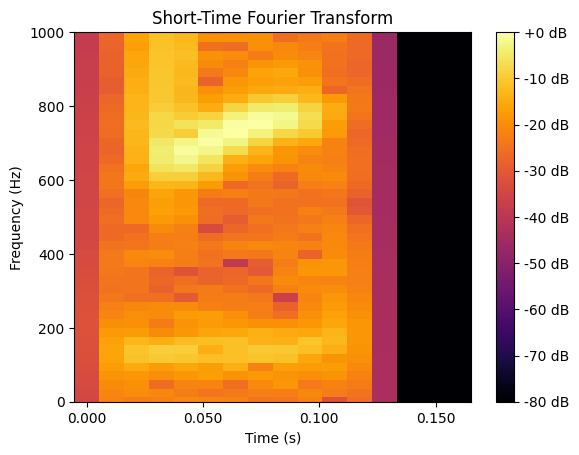 Short-Time Fourier Transform
1000
800
600
400
200
0
Frequency (Hz)
0.000
0.050
0.100
0.150
Time (s)
+0 dB
-10 dB
-20 dB
-30 dB
-40 dB
-50 dB
-60 dB
-70 dB
-80 dB